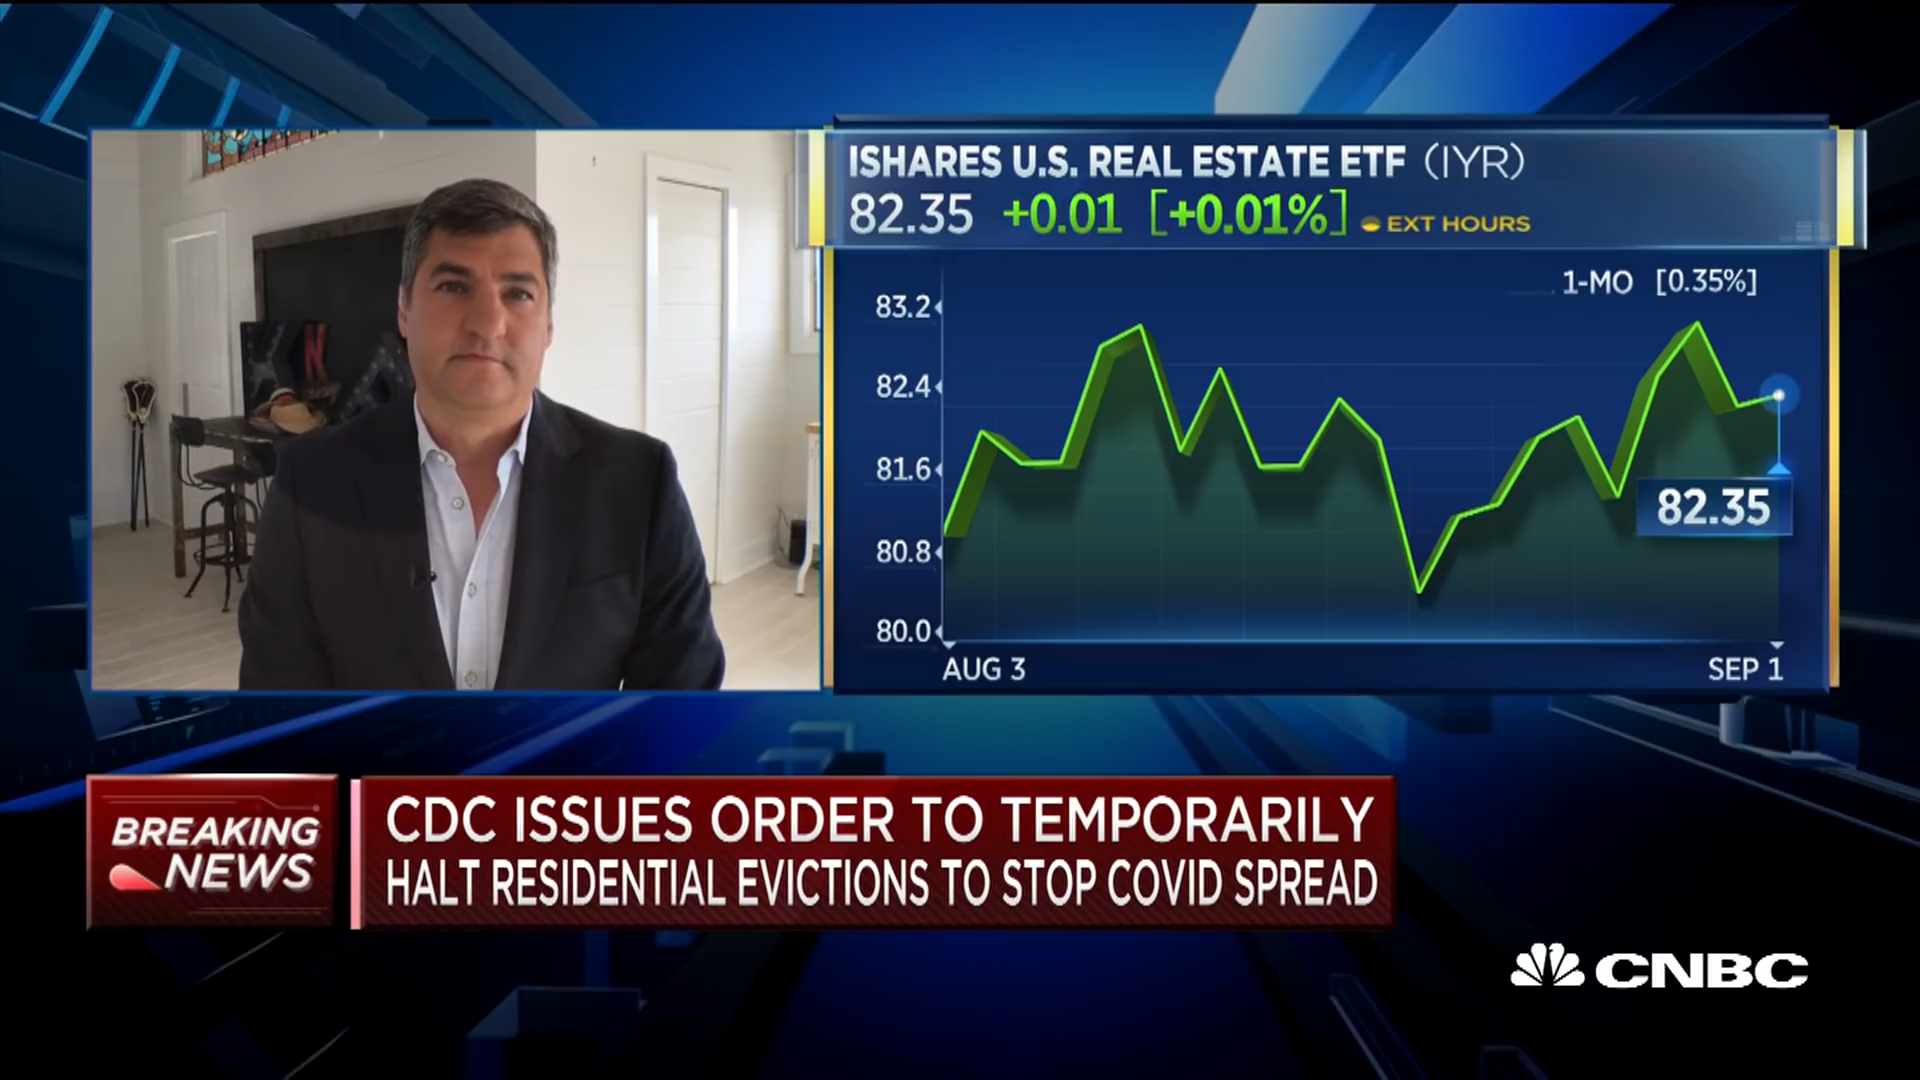 ISHARES U.S. REAL ESTATE ETF (IYR)
82.35 +0.01 [+0.01%] EXT HOURS
1-MO [0.35%]
83.2
82.4
81.6
80.8
80.0
82.35
AUG 3 SEP 1
BREAKING
NEWS
CDC ISSUES ORDER TO TEMPORARILY
HALT RESIDENTIAL EVICTIONS TO STOP COVID SPREAD
CNBC